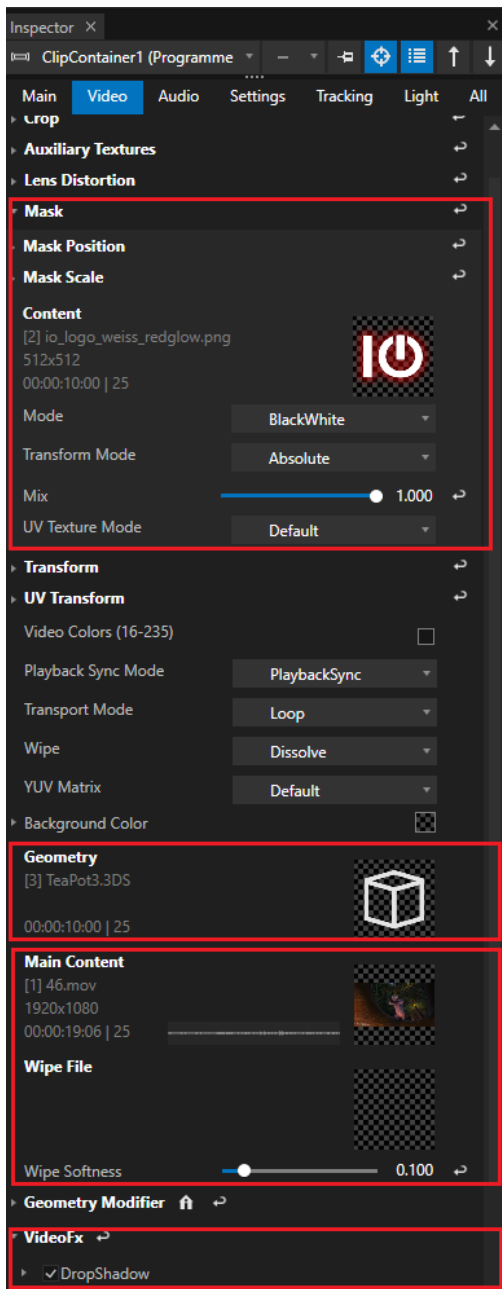 Inspector
ClipContainer1 (Programme
Main Video Audio Settings Tracking Light All
Crop
Auxiliary Textures
Lens Distortion
Mask
Mask Position
Mask Scale
Content
[2] io_logo_weiss_redglow.png
512x512
00:00:10:00 | 25
Mode BlackWhite
Transform Mode Absolute
Mix 1.000
UV Texture Mode Default
Transform
UV Transform
Video Colors (16-235)
Playback Sync Mode PlaybackSync
Transport Mode Loop
Wipe Dissolve
YUV Matrix Default
Background Color
Geometry
[3] TeaPot3.3DS
00:00:10:00 | 25
Main Content
[1] 46.mov
1920x1080
00:00:19:06 | 25
Wipe File
Wipe Softness 0.100
Geometry Modifier
VideoFx
DropShadow